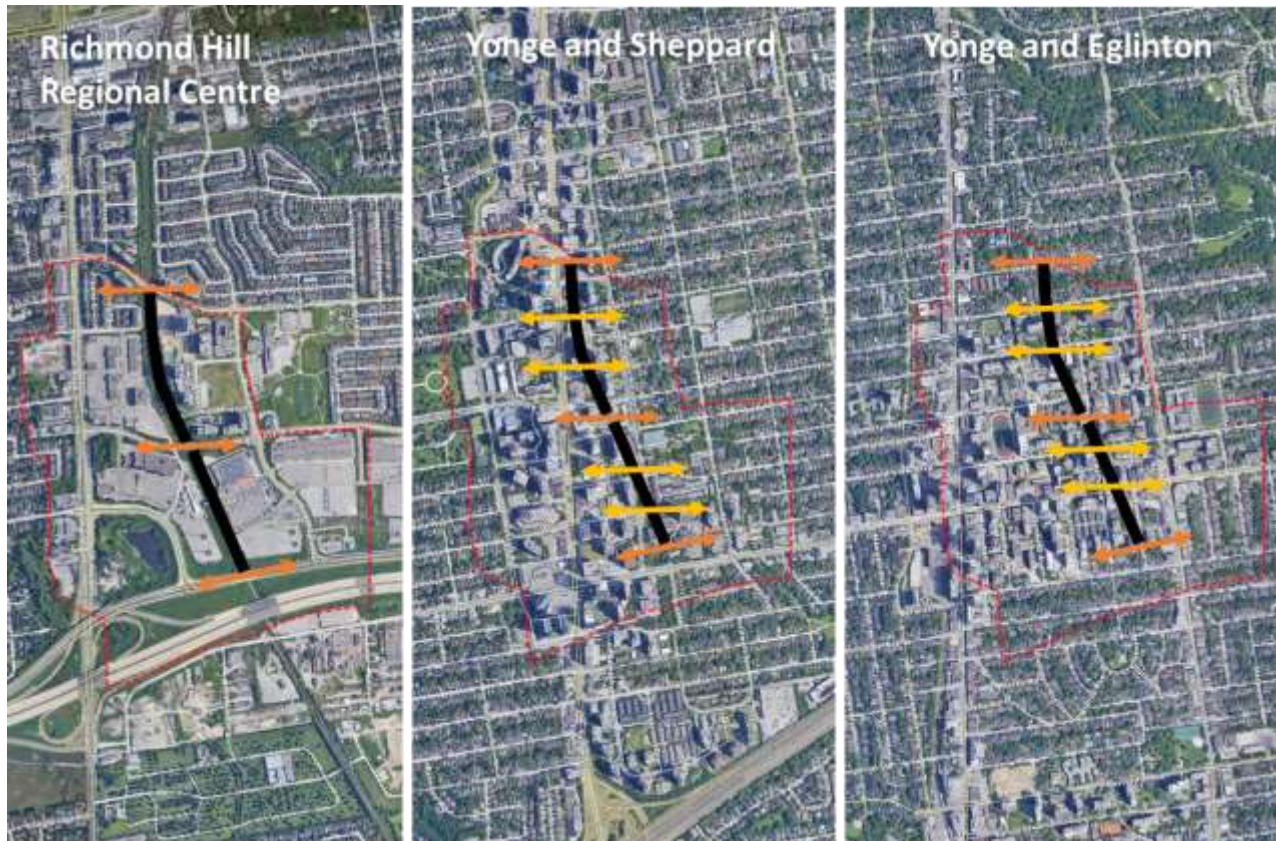 Richmond Hill
Regional Centre
Yonge and Sheppard
Yonge and Eglinton